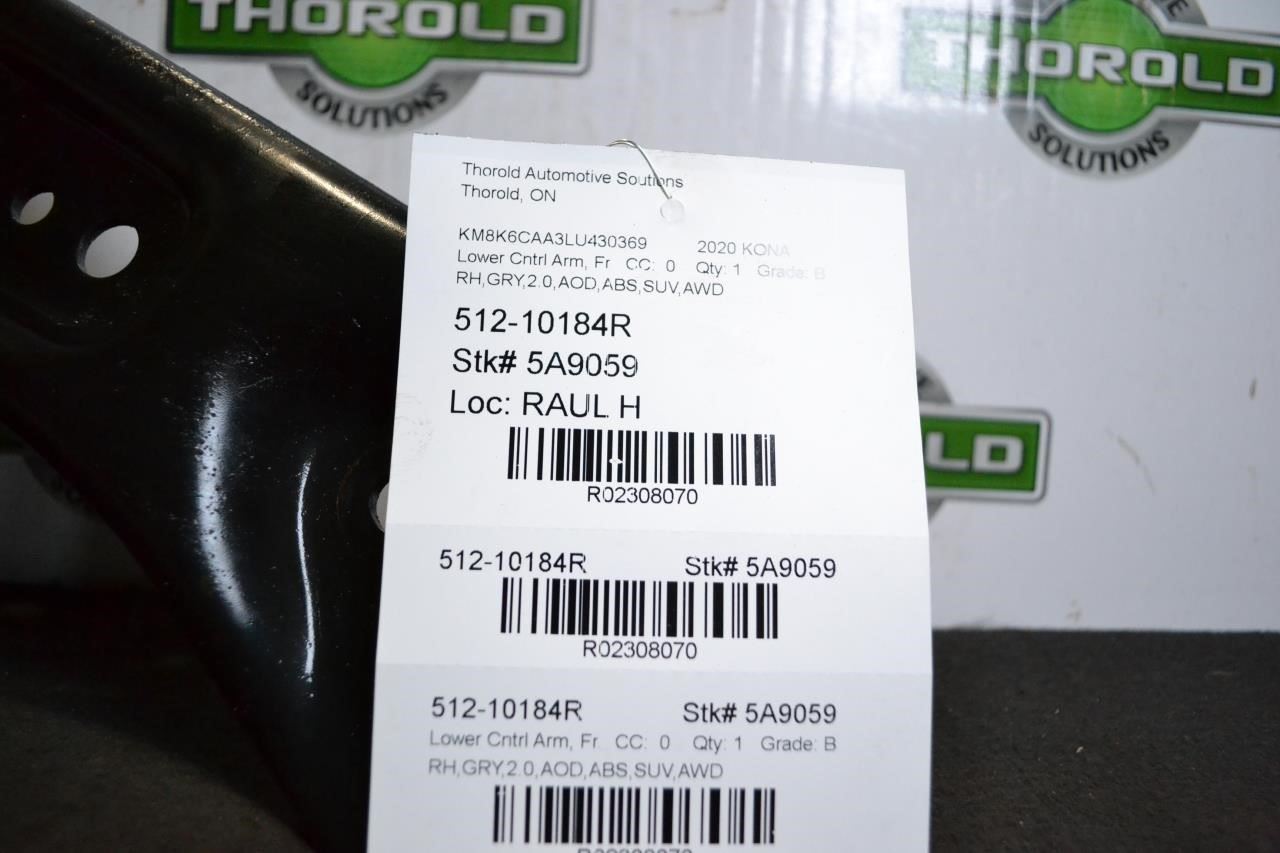 THOROLD
SOLUTIONS
THOROLD
SOLUTIONS
Thorold Automotive Soutions
Thorold, ON
KM8K6CAA3LU430369 2020 KONA
Lower Cntrl Arm, Fr CC: 0 Qty: 1 Grade: B
RH,GRY,2.0,AOD,ABS,SUV,AWD
512-10184R
Stk# 5A9059
Loc: RAUL H
R02308070
LD
512-10184R Stk# 5A9059
R02308070
512-10184R Stk# 5A9059
Lower Cntrl Arm, Fr CC: 0 Qty: 1 Grade: B
RH,GRY,2.0,AOD,ABS,SUV,AWD